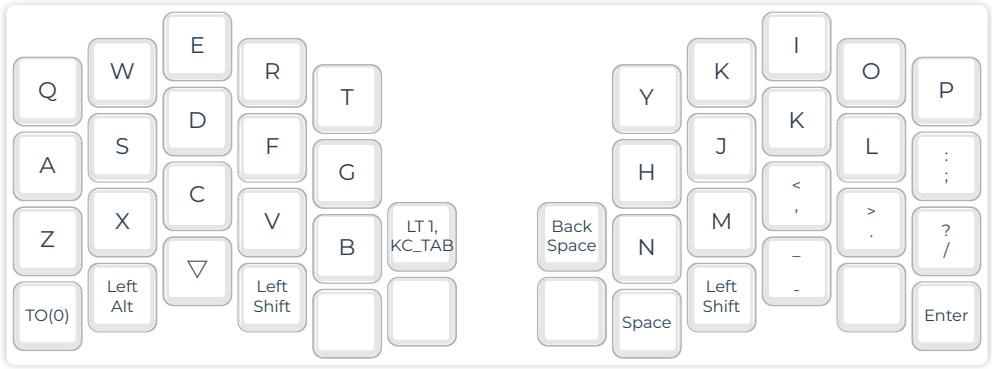 Q W E R T Y K I O P
A S D F G H J K L : ;
Z X C V B LT 1, KC_TAB Back Space N M < , > . ? /
TO(0) Left Alt ▽ Left Shift Space Left Shift _ - Enter